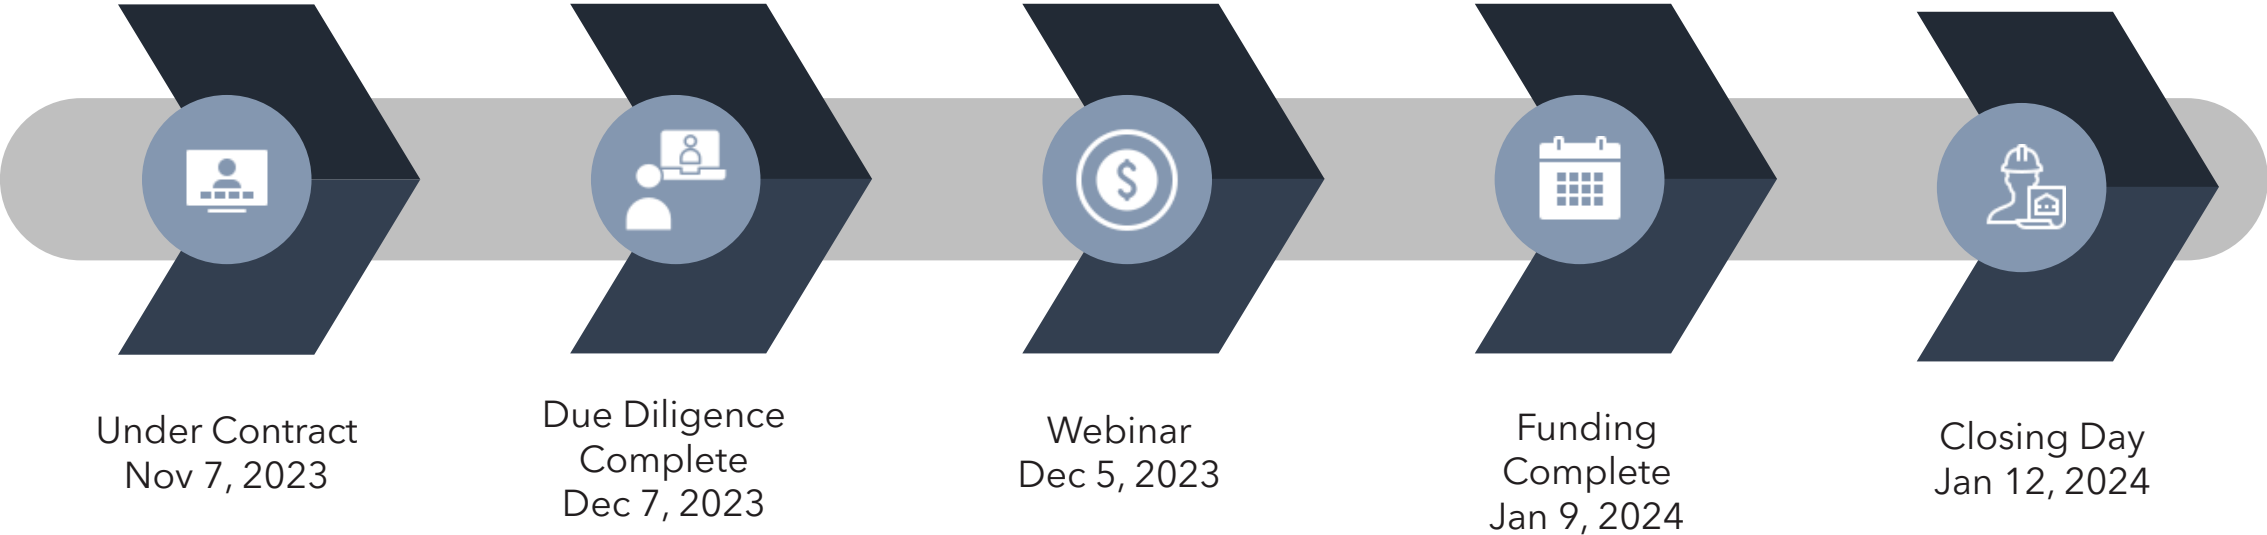 Under Contract
Nov 7, 2023
Due Diligence
Complete
Dec 7, 2023
Webinar
Dec 5, 2023
Funding
Complete
Jan 9, 2024
Closing Day
Jan 12, 2024